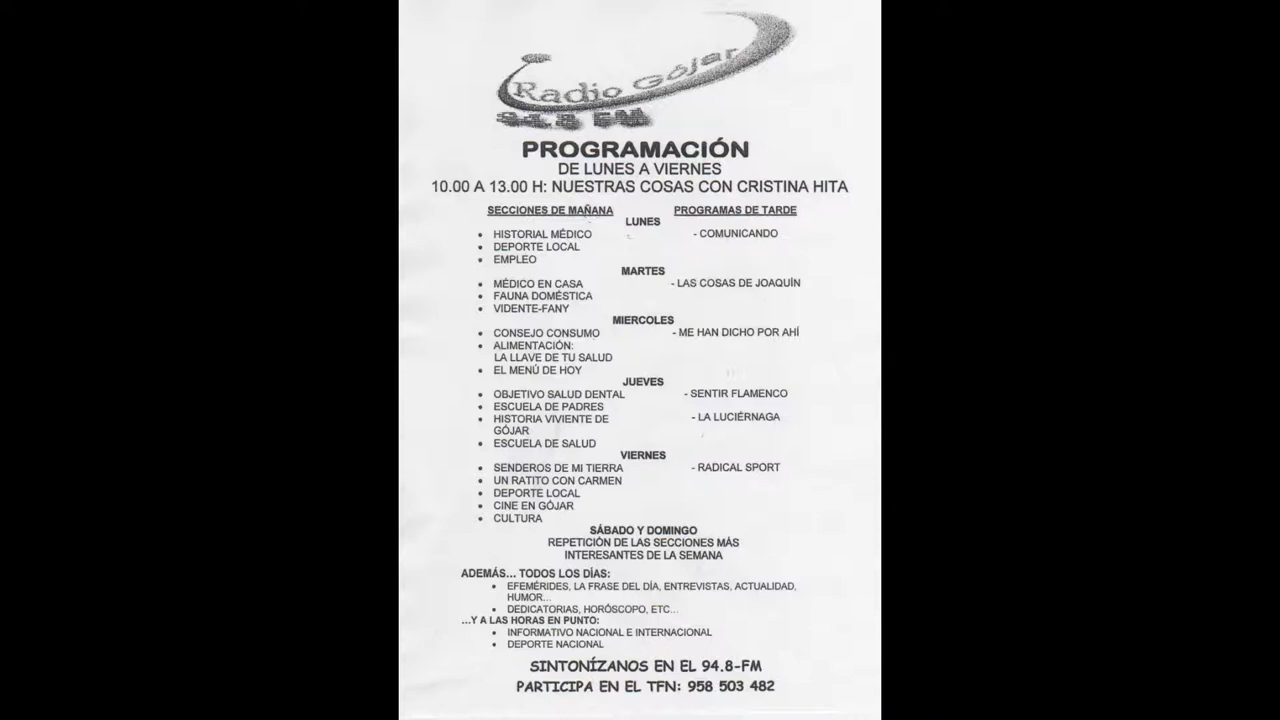 Radio Gójar
94.8 FM
PROGRAMACIÓN
DE LUNES A VIERNES
10.00 A 13.00 H: NUESTRAS COSAS CON CRISTINA HITA
SECCIONES DE MAÑANA PROGRAMAS DE TARDE
LUNES
• HISTORIAL MÉDICO - COMUNICANDO
• DEPORTE LOCAL
• EMPLEO
MARTES
• MÉDICO EN CASA - LAS COSAS DE JOAQUÍN
• FAUNA DOMÉSTICA
• VIDENTE-FANY
MIERCOLES
• CONSEJO CONSUMO - ME HAN DICHO POR AHÍ
• ALIMENTACIÓN:
LA LLAVE DE TU SALUD
• EL MENÚ DE HOY
JUEVES
• OBJETIVO SALUD DENTAL - SENTIR FLAMENCO
• ESCUELA DE PADRES
• HISTORIA VIVIENTE DE - LA LUCIÉRNAGA
GÓJAR
• ESCUELA DE SALUD
VIERNES
• SENDEROS DE MI TIERRA - RADICAL SPORT
• UN RATITO CON CARMEN
• DEPORTE LOCAL
• CINE EN GÓJAR
• CULTURA
SÁBADO Y DOMINGO
REPETICIÓN DE LAS SECCIONES MÁS
INTERESANTES DE LA SEMANA
ADEMÁS... TODOS LOS DÍAS:
• EFEMÉRIDES, LA FRASE DEL DÍA, ENTREVISTAS, ACTUALIDAD,
HUMOR...
• DEDICATORIAS, HORÓSCOPO, ETC...
...Y A LAS HORAS EN PUNTO:
• INFORMATIVO NACIONAL E INTERNACIONAL
• DEPORTE NACIONAL
SINTONÍZANOS EN EL 94.8-FM
PARTICIPA EN EL TFN: 958 503 482